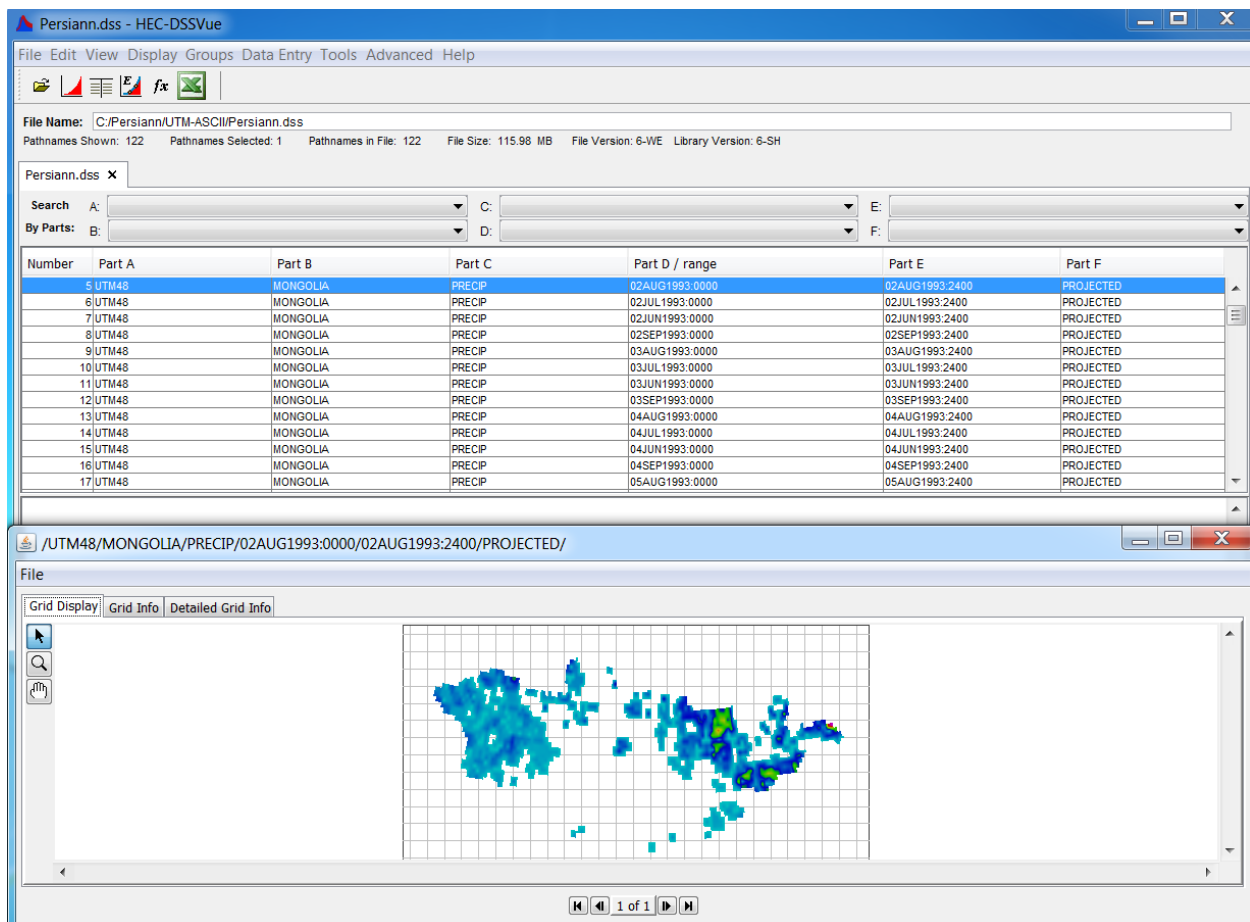 Persiann.dss - HEC-DSSVue
File Edit View Display Groups Data Entry Tools Advanced Help
E fx
File Name: C:/Persiann/UTM-ASCII/Persiann.dss
Pathnames Shown: 122 Pathnames Selected: 1 Pathnames in File: 122 File Size: 115.98 MB File Version: 6-WE Library Version: 6-SH
Persiann.dss
Search A: C: E:
By Parts: B: D: F:
Number Part A Part B Part C Part D / range Part E Part F
5 UTM48 MONGOLIA PRECIP 02AUG1993:0000 02AUG1993:2400 PROJECTED
6 UTM48 MONGOLIA PRECIP 02JUL1993:0000 02JUL1993:2400 PROJECTED
7 UTM48 MONGOLIA PRECIP 02JUN1993:0000 02JUN1993:2400 PROJECTED
8 UTM48 MONGOLIA PRECIP 02SEP1993:0000 02SEP1993:2400 PROJECTED
9 UTM48 MONGOLIA PRECIP 03AUG1993:0000 03AUG1993:2400 PROJECTED
10 UTM48 MONGOLIA PRECIP 03JUL1993:0000 03JUL1993:2400 PROJECTED
11 UTM48 MONGOLIA PRECIP 03JUN1993:0000 03JUN1993:2400 PROJECTED
12 UTM48 MONGOLIA PRECIP 03SEP1993:0000 03SEP1993:2400 PROJECTED
13 UTM48 MONGOLIA PRECIP 04AUG1993:0000 04AUG1993:2400 PROJECTED
14 UTM48 MONGOLIA PRECIP 04JUL1993:0000 04JUL1993:2400 PROJECTED
15 UTM48 MONGOLIA PRECIP 04JUN1993:0000 04JUN1993:2400 PROJECTED
16 UTM48 MONGOLIA PRECIP 04SEP1993:0000 04SEP1993:2400 PROJECTED
17 UTM48 MONGOLIA PRECIP 05AUG1993:0000 05AUG1993:2400 PROJECTED
/UTM48/MONGOLIA/PRECIP/02AUG1993:0000/02AUG1993:2400/PROJECTED/
File
Grid Display Grid Info Detailed Grid Info
1 of 1